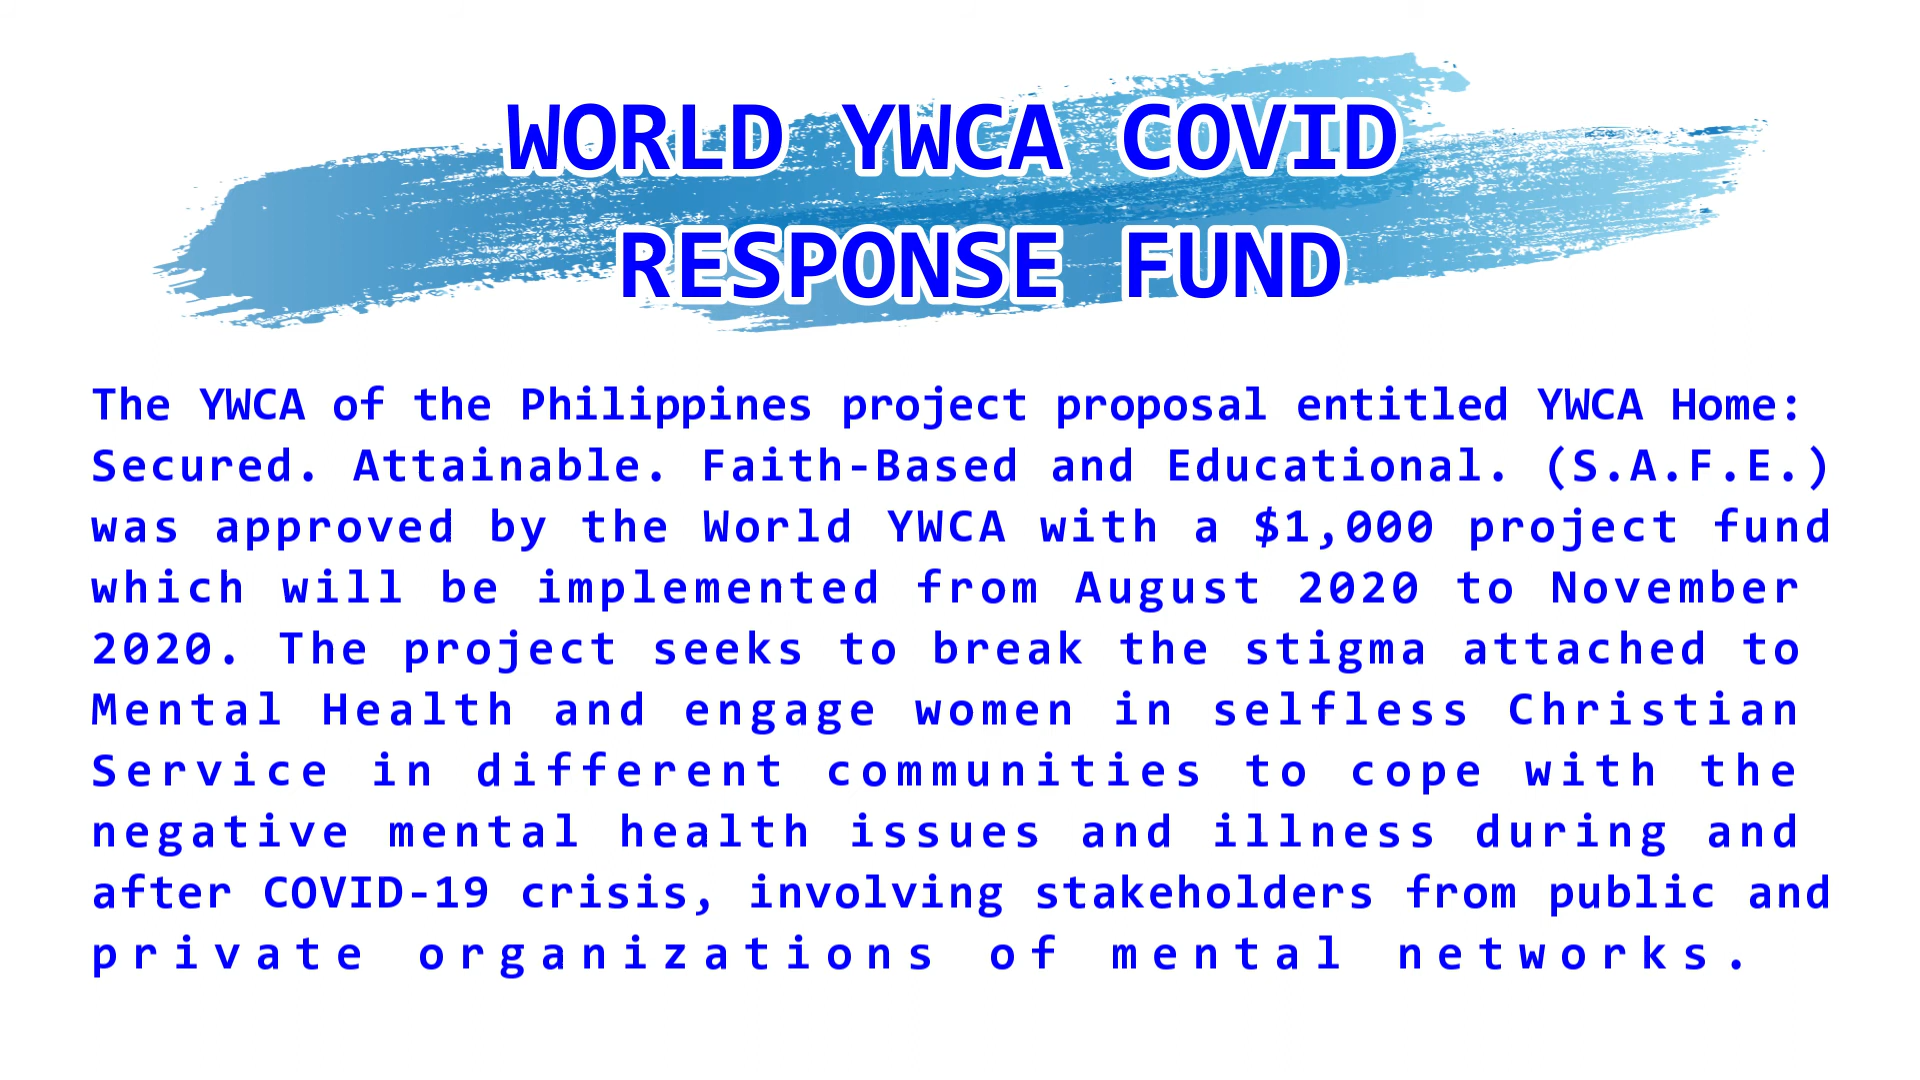 WORLD YWCA COVID
RESPONSE FUND
The YWCA of the Philippines project proposal entitled YWCA Home:
Secured. Attainable. Faith-Based and Educational. (S.A.F.E.)
was approved by the World YWCA with a $1,000 project fund
which will be implemented from August 2020 to November
2020. The project seeks to break the stigma attached to
Mental Health and engage women in selfless Christian
Service in different communities to cope with the
negative mental health issues and illness during and
after COVID-19 crisis, involving stakeholders from public and
private organizations of mental networks.